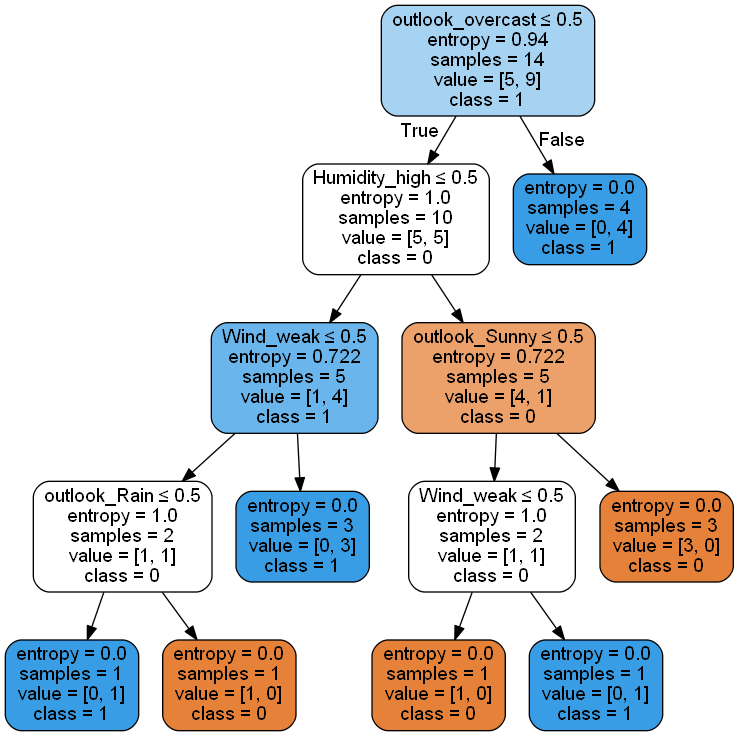 outlook_overcast ≤ 0.5
entropy = 0.94
samples = 14
value = [5, 9]
class = 1
True
False
Humidity_high ≤ 0.5
entropy = 1.0
samples = 10
value = [5, 5]
class = 0
entropy = 0.0
samples = 4
value = [0, 4]
class = 1
Wind_weak ≤ 0.5
entropy = 0.722
samples = 5
value = [1, 4]
class = 1
outlook_Sunny ≤ 0.5
entropy = 0.722
samples = 5
value = [4, 1]
class = 0
outlook_Rain ≤ 0.5
entropy = 1.0
samples = 2
value = [1, 1]
class = 0
entropy = 0.0
samples = 3
value = [0, 3]
class = 1
Wind_weak ≤ 0.5
entropy = 1.0
samples = 2
value = [1, 1]
class = 0
entropy = 0.0
samples = 3
value = [3, 0]
class = 0
entropy = 0.0
samples = 1
value = [0, 1]
class = 1
entropy = 0.0
samples = 1
value = [1, 0]
class = 0
entropy = 0.0
samples = 1
value = [1, 0]
class = 0
entropy = 0.0
samples = 1
value = [0, 1]
class = 1